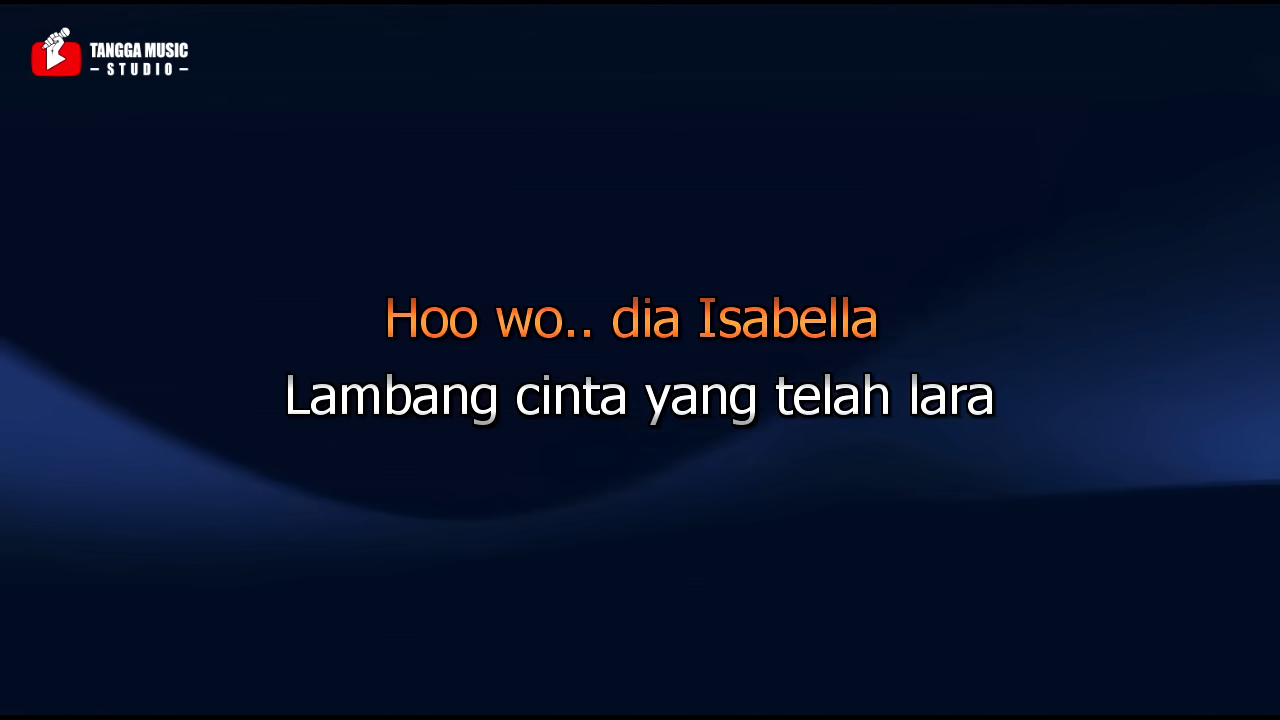 TANGGA MUSIC
– STUDIO –
Hoo wo.. dia Isabella
Lambang cinta yang telah lara